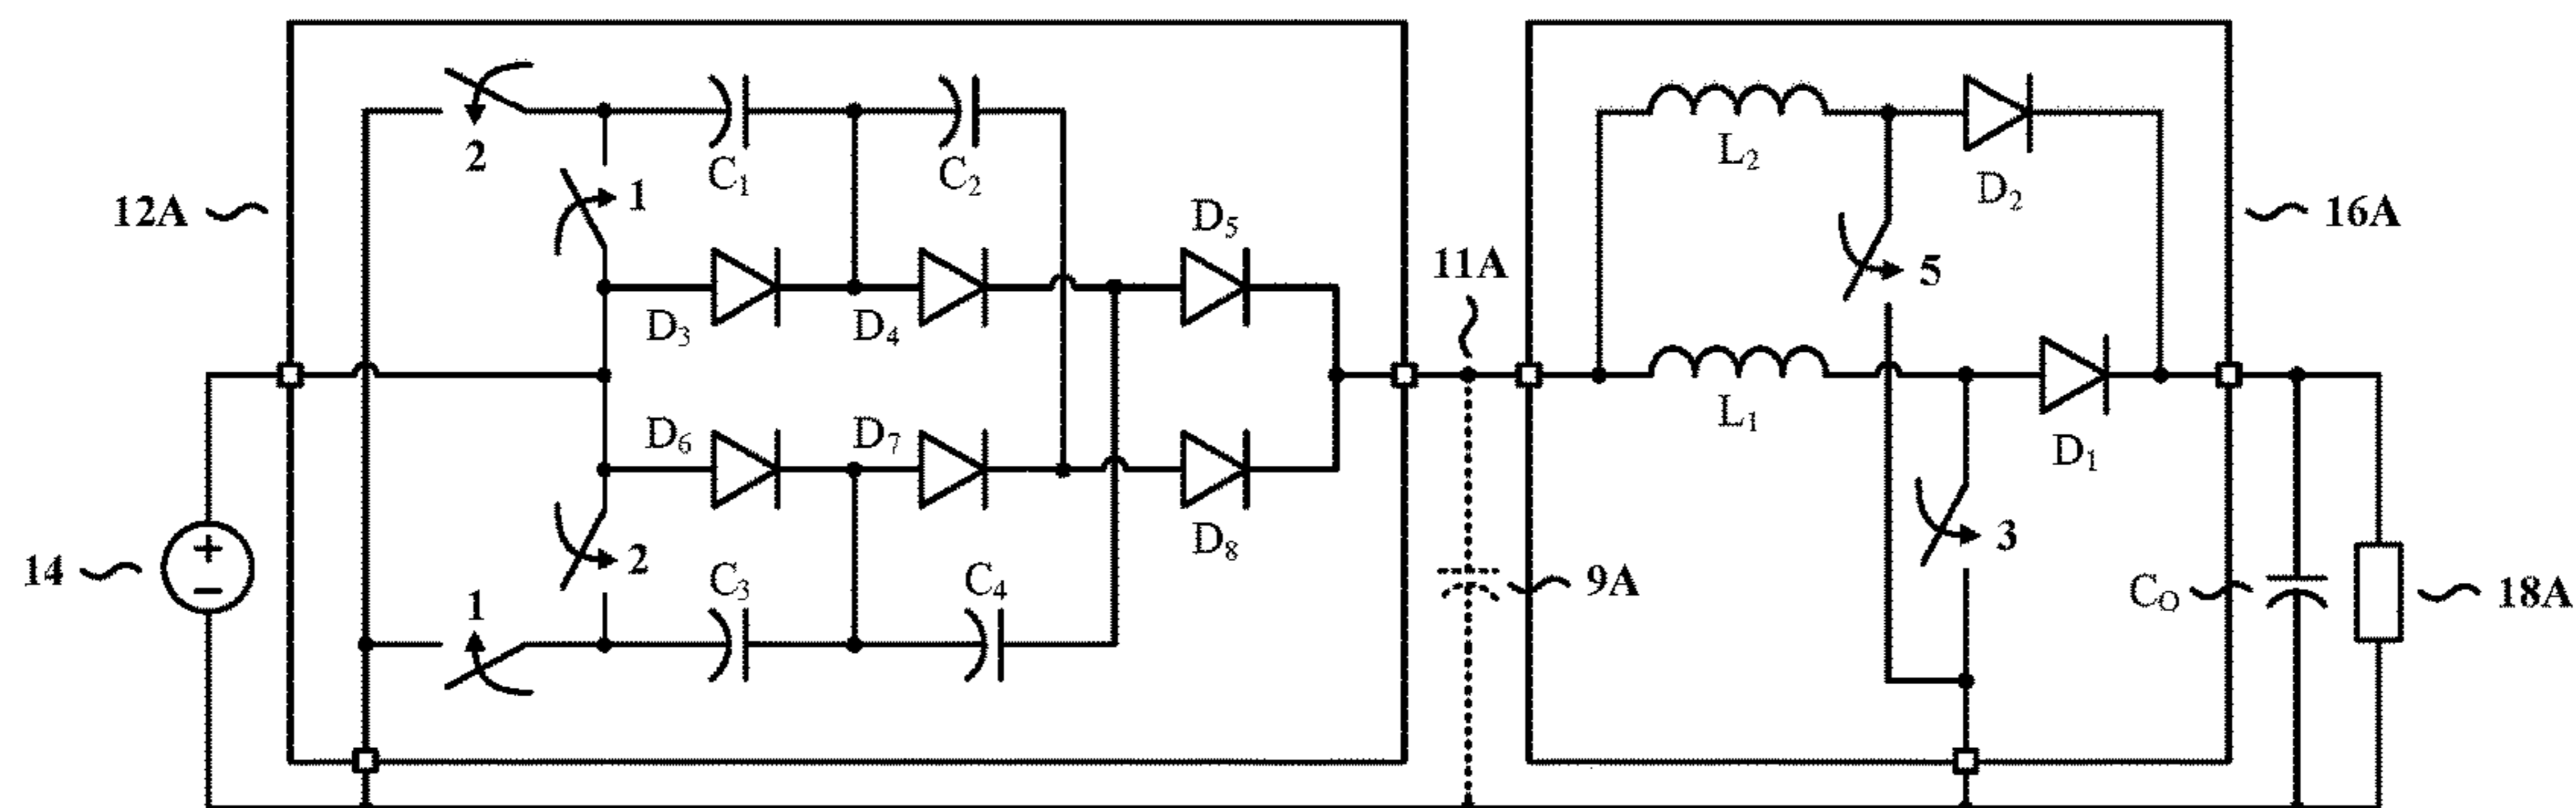 2
C₁
C₂
L₂
D₂
12A
1
D₅
11A
5
16A
D₃
D₄
D₆
D₇
L₁
D₁
14
+
−
1
2
C₃
C₄
D₈
9A
3
C_O
18A